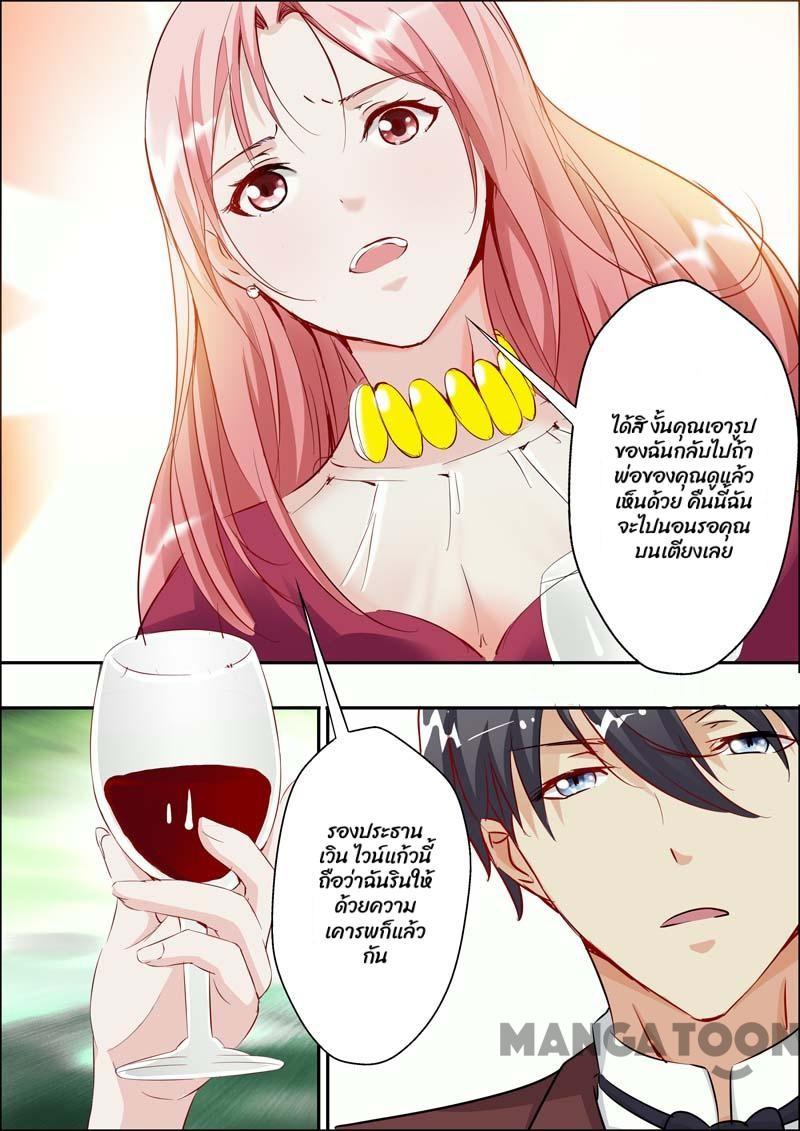 ได้สิ งั้นคุณเอารูป
ของฉันกลับไปถ้า
พ่อของคุณดูแล้ว
เห็นด้วย คืนนี้ฉัน
จะไปนอนรอคุณ
บนเตียงเลย
รองประธาน
เวิน ไวน์แก้วนี้
ถือว่าฉันรินให้
ด้วยความ
เคารพก็แล้ว
กัน
MANGATOON